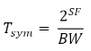 T_sym = 2^SF / BW